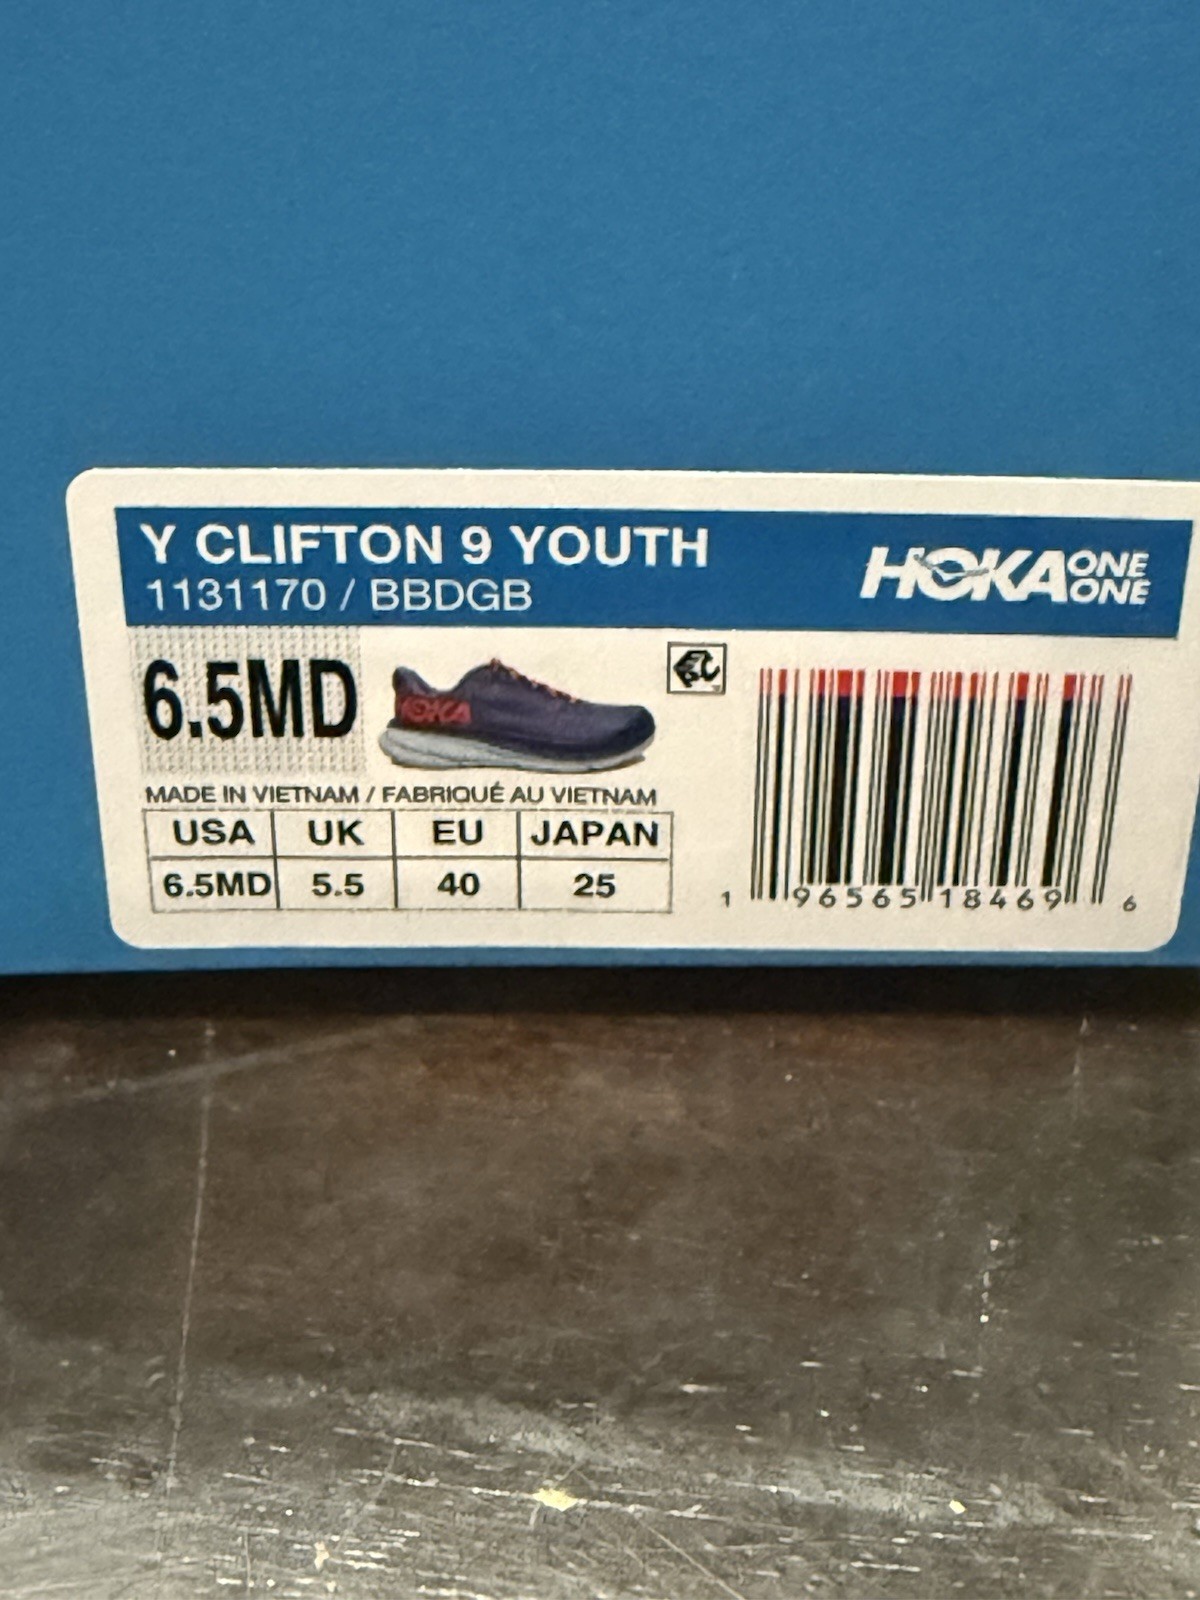 Y CLIFTON 9 YOUTH
1131170 / BBDGB
HOKA ONE ONE
6.5MD
HOKA
MADE IN VIETNAM / FABRIQUÉ AU VIETNAM
USA UK EU JAPAN
6.5MD 5.5 40 25
1 96565 18469 6